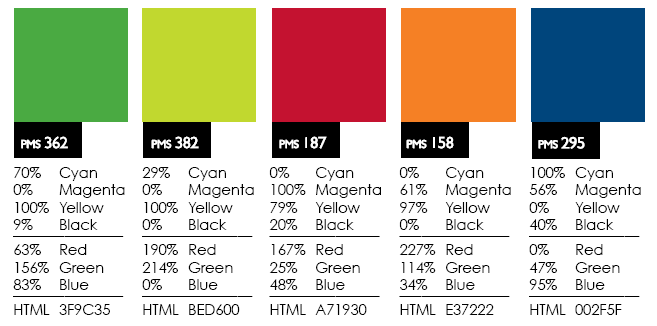 PMS 362
70% Cyan
0% Magenta
100% Yellow
9% Black
63% Red
156% Green
83% Blue
HTML 3F9C35
PMS 382
29% Cyan
0% Magenta
100% Yellow
0% Black
190% Red
214% Green
0% Blue
HTML BED600
PMS 187
0% Cyan
100% Magenta
79% Yellow
20% Black
167% Red
25% Green
48% Blue
HTML A71930
PMS 158
0% Cyan
61% Magenta
97% Yellow
0% Black
227% Red
114% Green
34% Blue
HTML E37222
PMS 295
100% Cyan
56% Magenta
0% Yellow
40% Black
0% Red
47% Green
95% Blue
HTML 002F5F